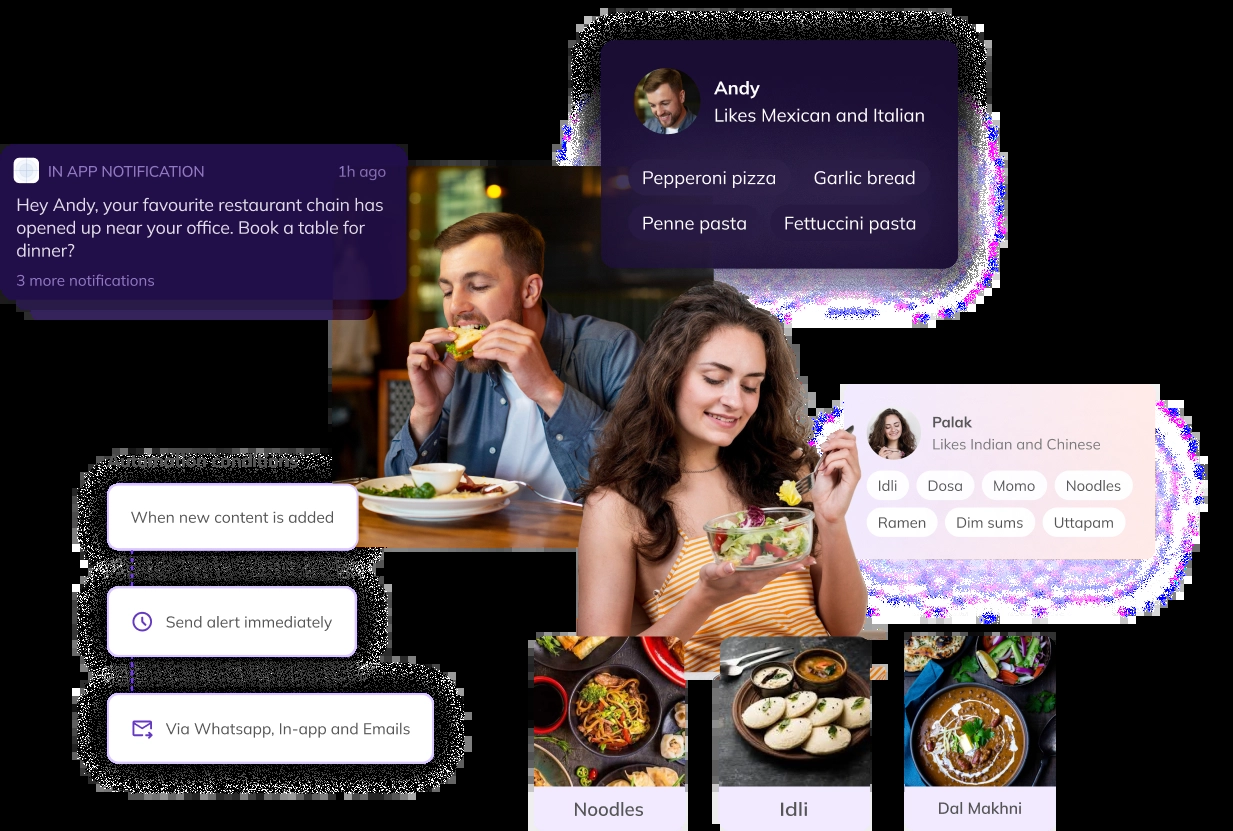 Andy
Likes Mexican and Italian
Pepperoni pizza
Garlic bread
Penne pasta
Fettuccini pasta
IN APP NOTIFICATION
1h ago
Hey Andy, your favourite restaurant chain has
opened up near your office. Book a table for
dinner?
3 more notifications
Palak
Likes Indian and Chinese
Idli
Dosa
Momo
Noodles
Ramen
Dim sums
Uttapam
When new content is added
Send alert immediately
Via Whatsapp, In-app and Emails
Noodles
Idli
Dal Makhni